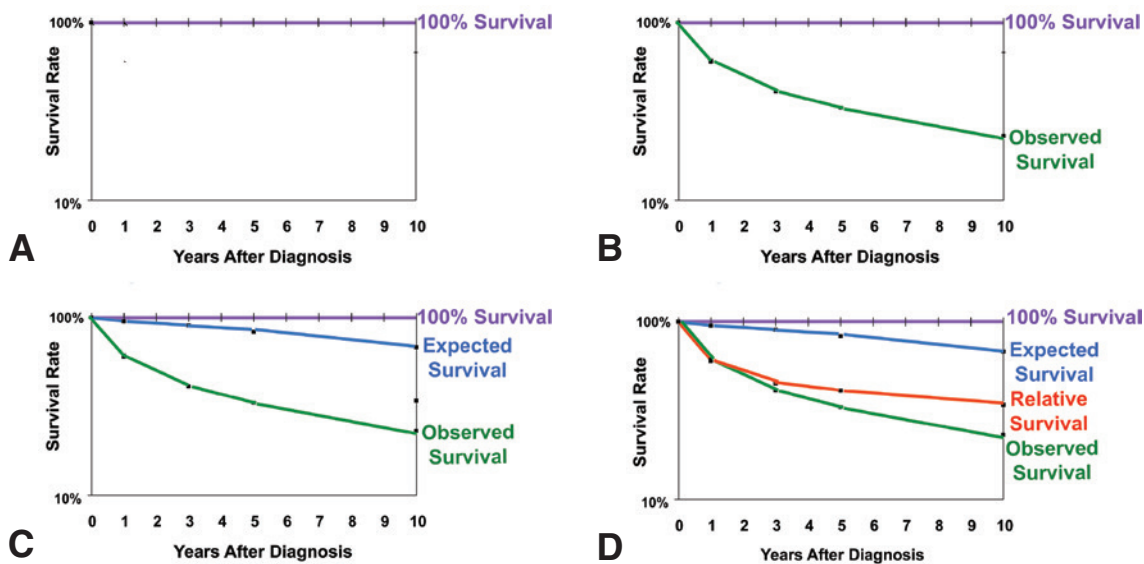 100%
100% Survival
Survival Rate
10%
0 1 2 3 4 5 6 7 8 9 10
Years After Diagnosis
A
100%
100% Survival
Survival Rate
Observed
Survival
10%
0 1 2 3 4 5 6 7 8 9 10
Years After Diagnosis
B
100%
100% Survival
Expected
Survival
Survival Rate
Observed
Survival
10%
0 1 2 3 4 5 6 7 8 9 10
Years After Diagnosis
C
100%
100% Survival
Expected
Survival
Survival Rate
Relative
Survival
Observed
Survival
10%
0 1 2 3 4 5 6 7 8 9 10
Years After Diagnosis
D